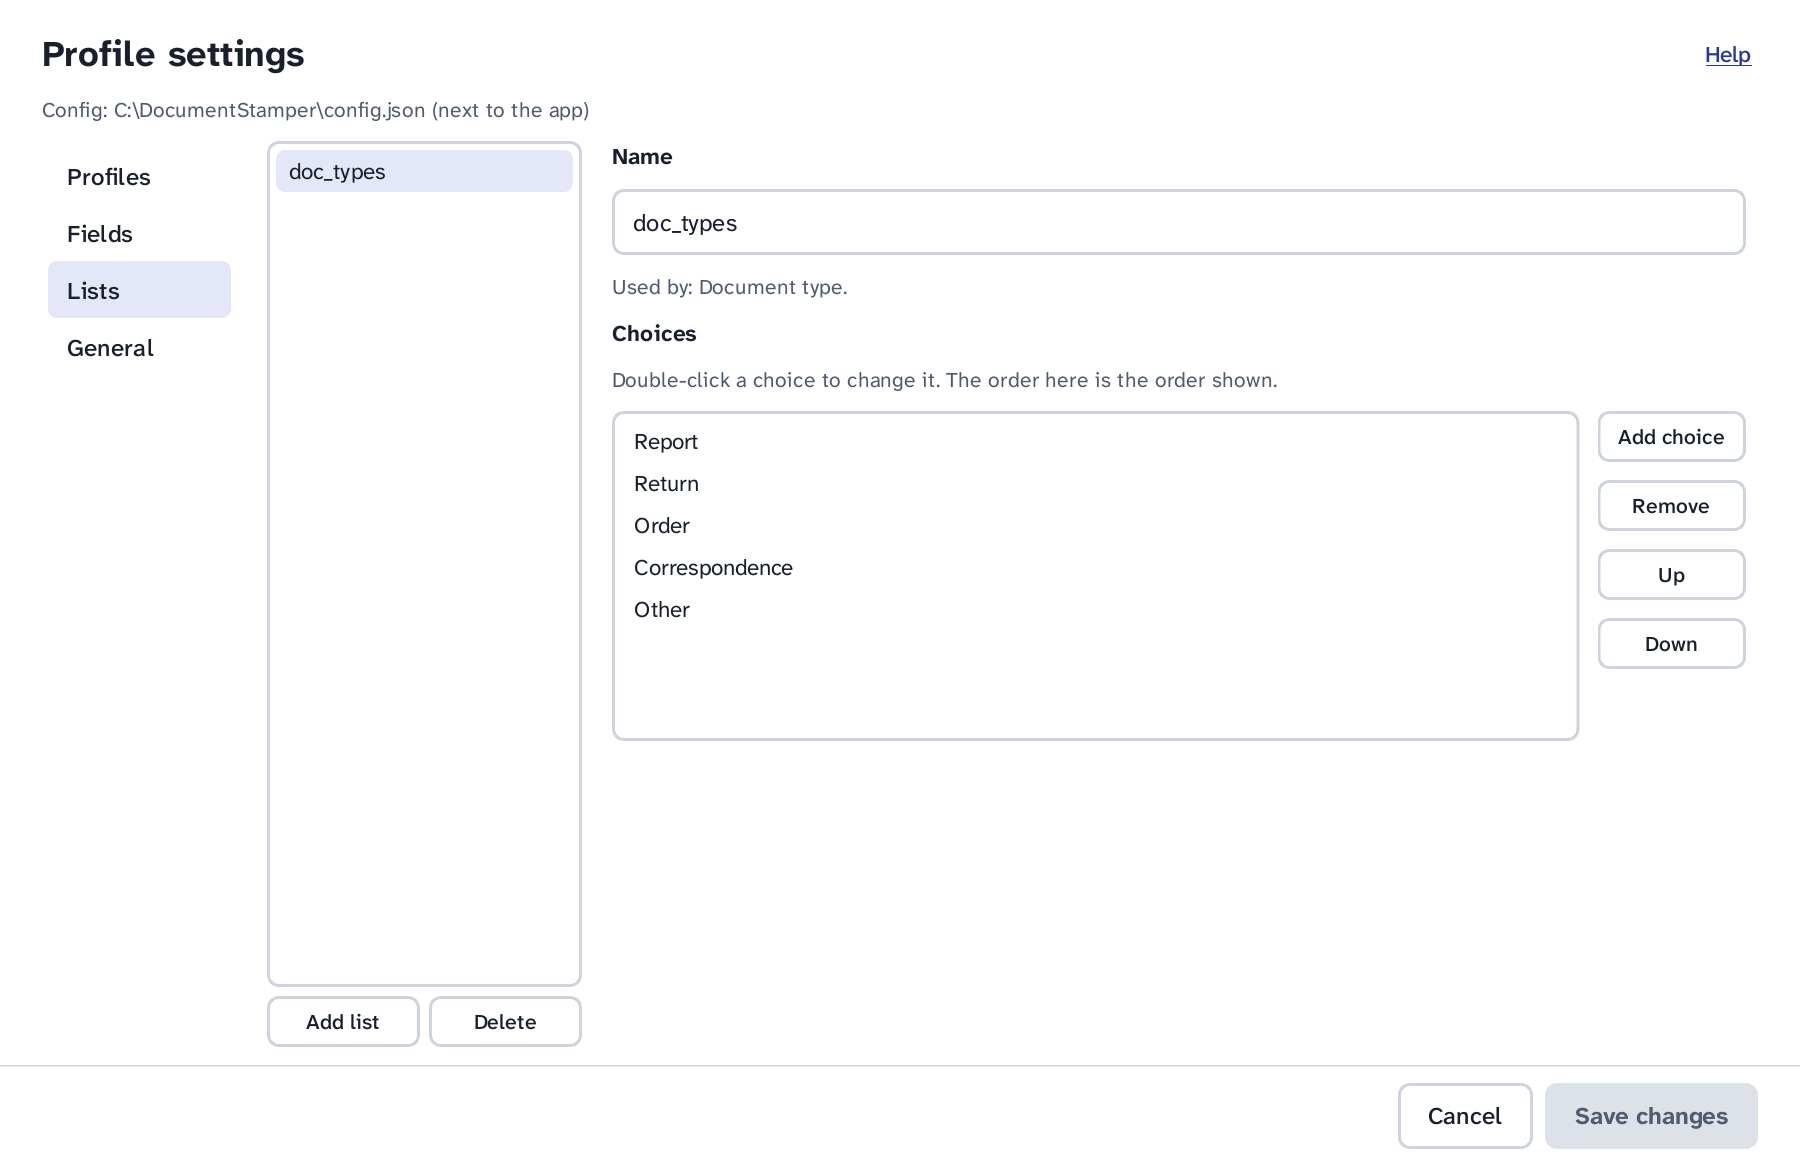 Profile settings
Help
Config: C:\DocumentStamper\config.json (next to the app)
Profiles
Fields
Lists
General
doc_types
Add list
Delete
Name
doc_types
Used by: Document type.
Choices
Double-click a choice to change it. The order here is the order shown.
Report
Return
Order
Correspondence
Other
Add choice
Remove
Up
Down
Cancel
Save changes